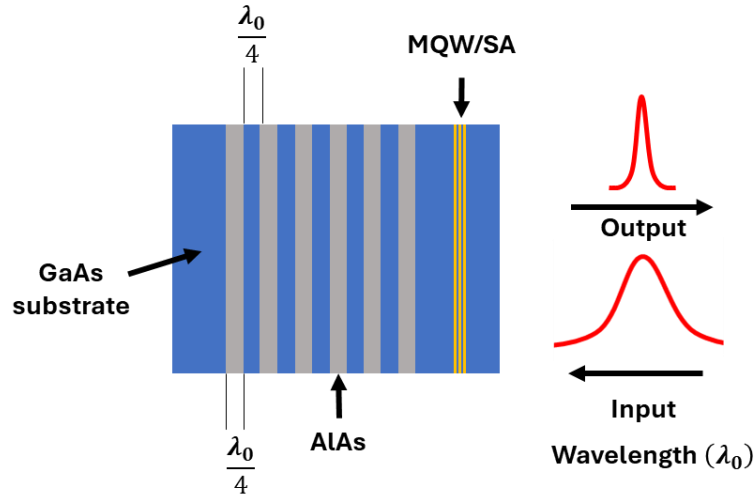 λ₀
4
MQW/SA
Output
GaAs
substrate
AlAs
Input
λ₀
4
Wavelength (λ₀)